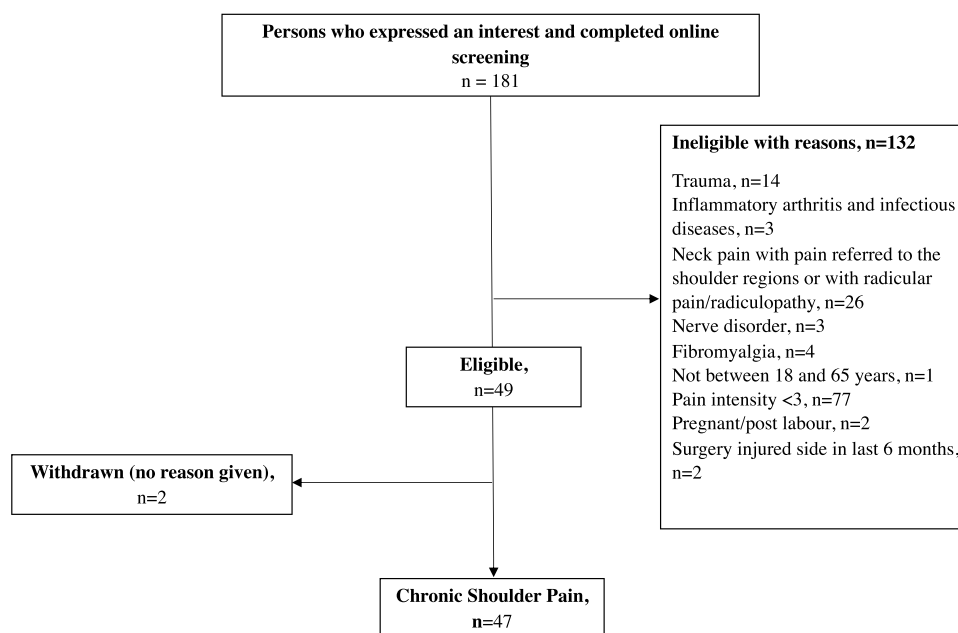 Persons who expressed an interest and completed online
screening
n = 181
Ineligible with reasons, n=132
Trauma, n=14
Inflammatory arthritis and infectious
diseases, n=3
Neck pain with pain referred to the
shoulder regions or with radicular
pain/radiculopathy, n=26
Nerve disorder, n=3
Fibromyalgia, n=4
Not between 18 and 65 years, n=1
Pain intensity <3, n=77
Pregnant/post labour, n=2
Surgery injured side in last 6 months,
n=2
Eligible,
n=49
Withdrawn (no reason given),
n=2
Chronic Shoulder Pain,
n=47